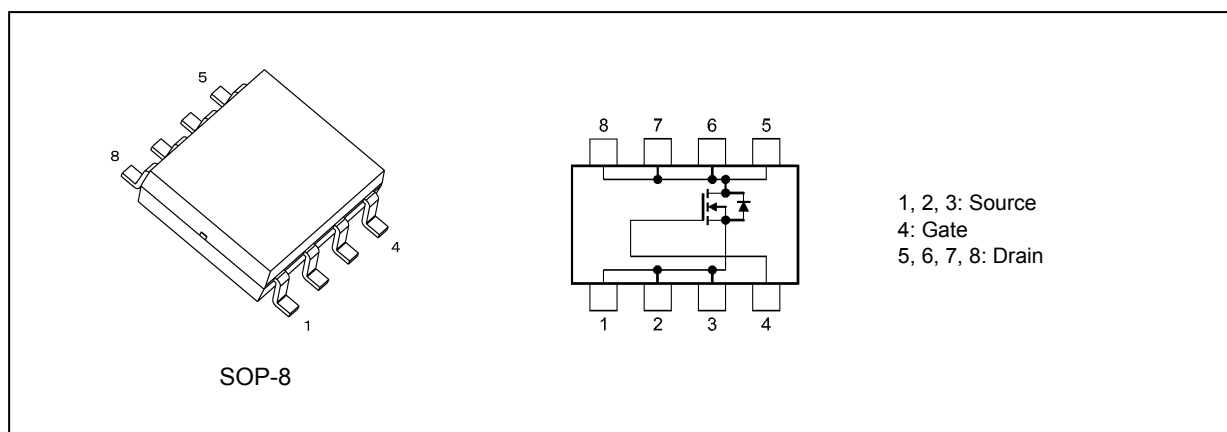 5
8
4
1
SOP-8
8 7 6 5
1 2 3 4
1, 2, 3: Source
4: Gate
5, 6, 7, 8: Drain